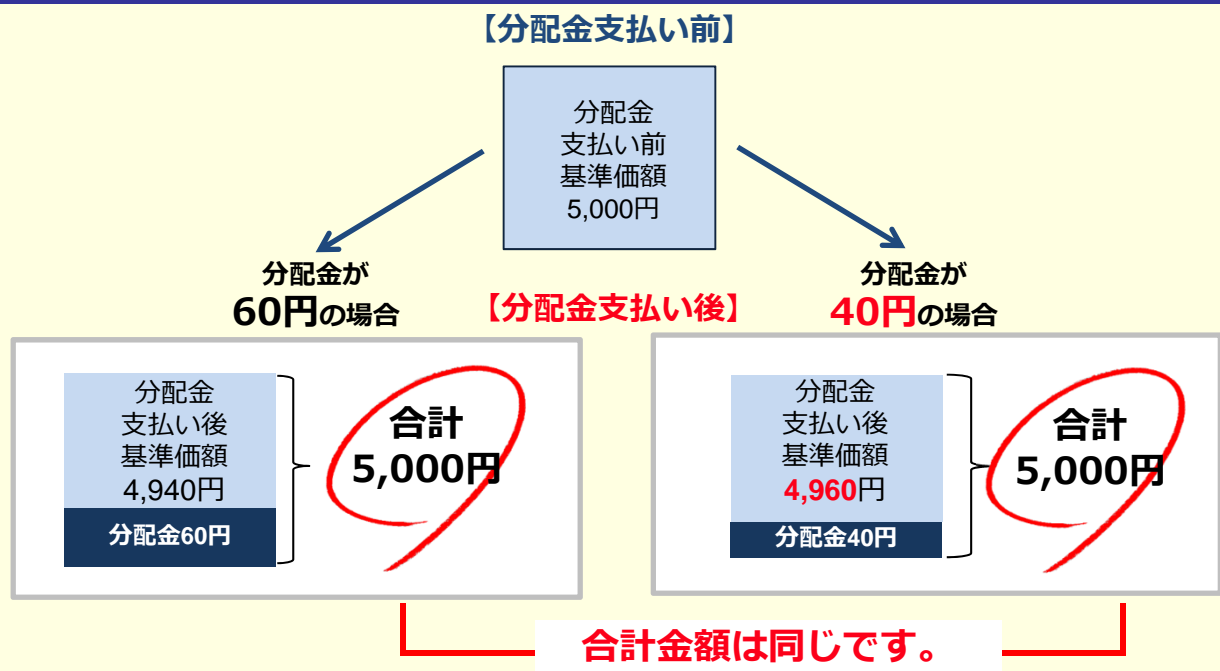 【分配金支払い前】
分配金
支払い前
基準価額
5,000円
分配金が
60円の場合
【分配金支払い後】
分配金が
40円の場合
分配金
支払い後
基準価額
4,940円
分配金60円
合計
5,000円
分配金
支払い後
基準価額
4,960円
分配金40円
合計
5,000円
合計金額は同じです。